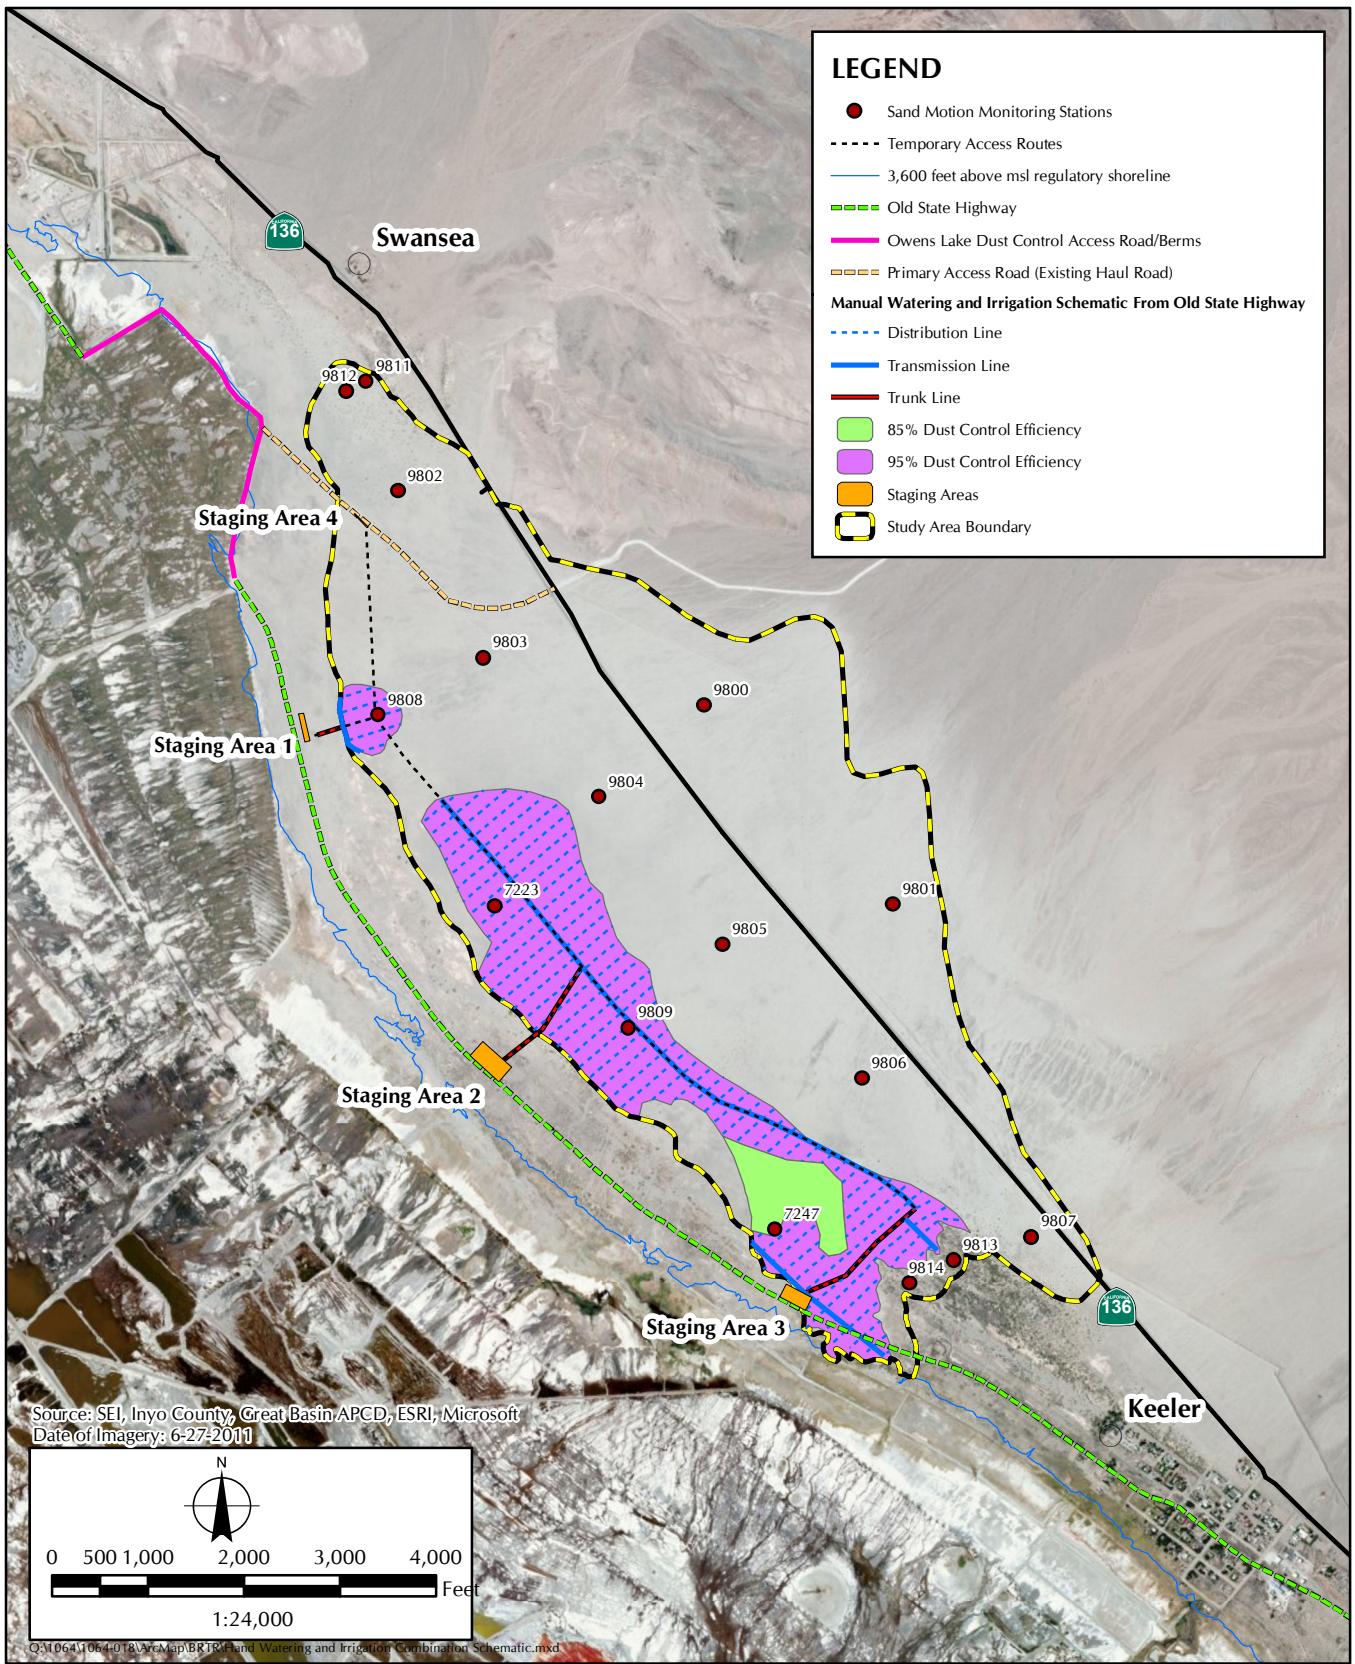 LEGEND
Sand Motion Monitoring Stations
Temporary Access Routes
3,600 feet above msl regulatory shoreline
Old State Highway
Owens Lake Dust Control Access Road/Berms
Primary Access Road (Existing Haul Road)
Manual Watering and Irrigation Schematic From Old State Highway
Distribution Line
Transmission Line
Trunk Line
85% Dust Control Efficiency
95% Dust Control Efficiency
Staging Areas
Study Area Boundary
CALIFORNIA
136
Swansea
9811
9812
9802
Staging Area 4
9803
9808
9800
Staging Area 1
9804
7223
9801
9805
9809
9806
Staging Area 2
7247
9807
9813
9814
CALIFORNIA
136
Staging Area 3
Keeler
Source: SEI, Inyo County, Great Basin APCD, ESRI, Microsoft
Date of Imagery: 6-27-2011
N
0 500 1,000 2,000 3,000 4,000
Feet
1:24,000
Q:\1064\1064-018\ArcMap\BRTR\Hand Watering and Irrigation Combination Schematic.mxd